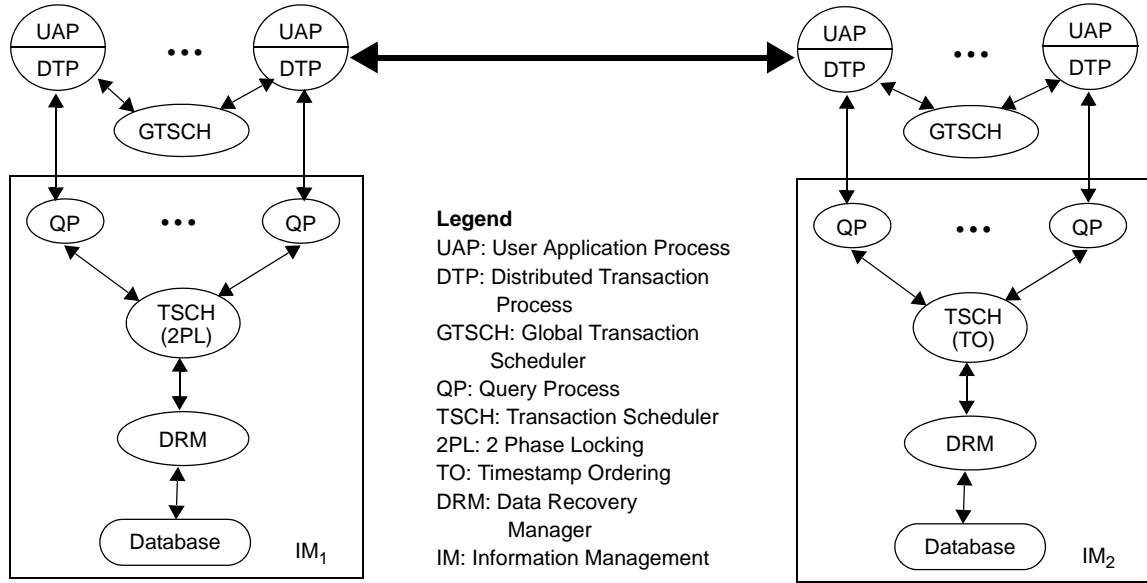 UAP
DTP
•••
UAP
DTP
GTSCH
QP
•••
QP
TSCH
(2PL)
DRM
Database
IM1
Legend
UAP: User Application Process
DTP: Distributed Transaction
Process
GTSCH: Global Transaction
Scheduler
QP: Query Process
TSCH: Transaction Scheduler
2PL: 2 Phase Locking
TO: Timestamp Ordering
DRM: Data Recovery
Manager
IM: Information Management
UAP
DTP
•••
UAP
DTP
GTSCH
QP
•••
QP
TSCH
(TO)
DRM
Database
IM2